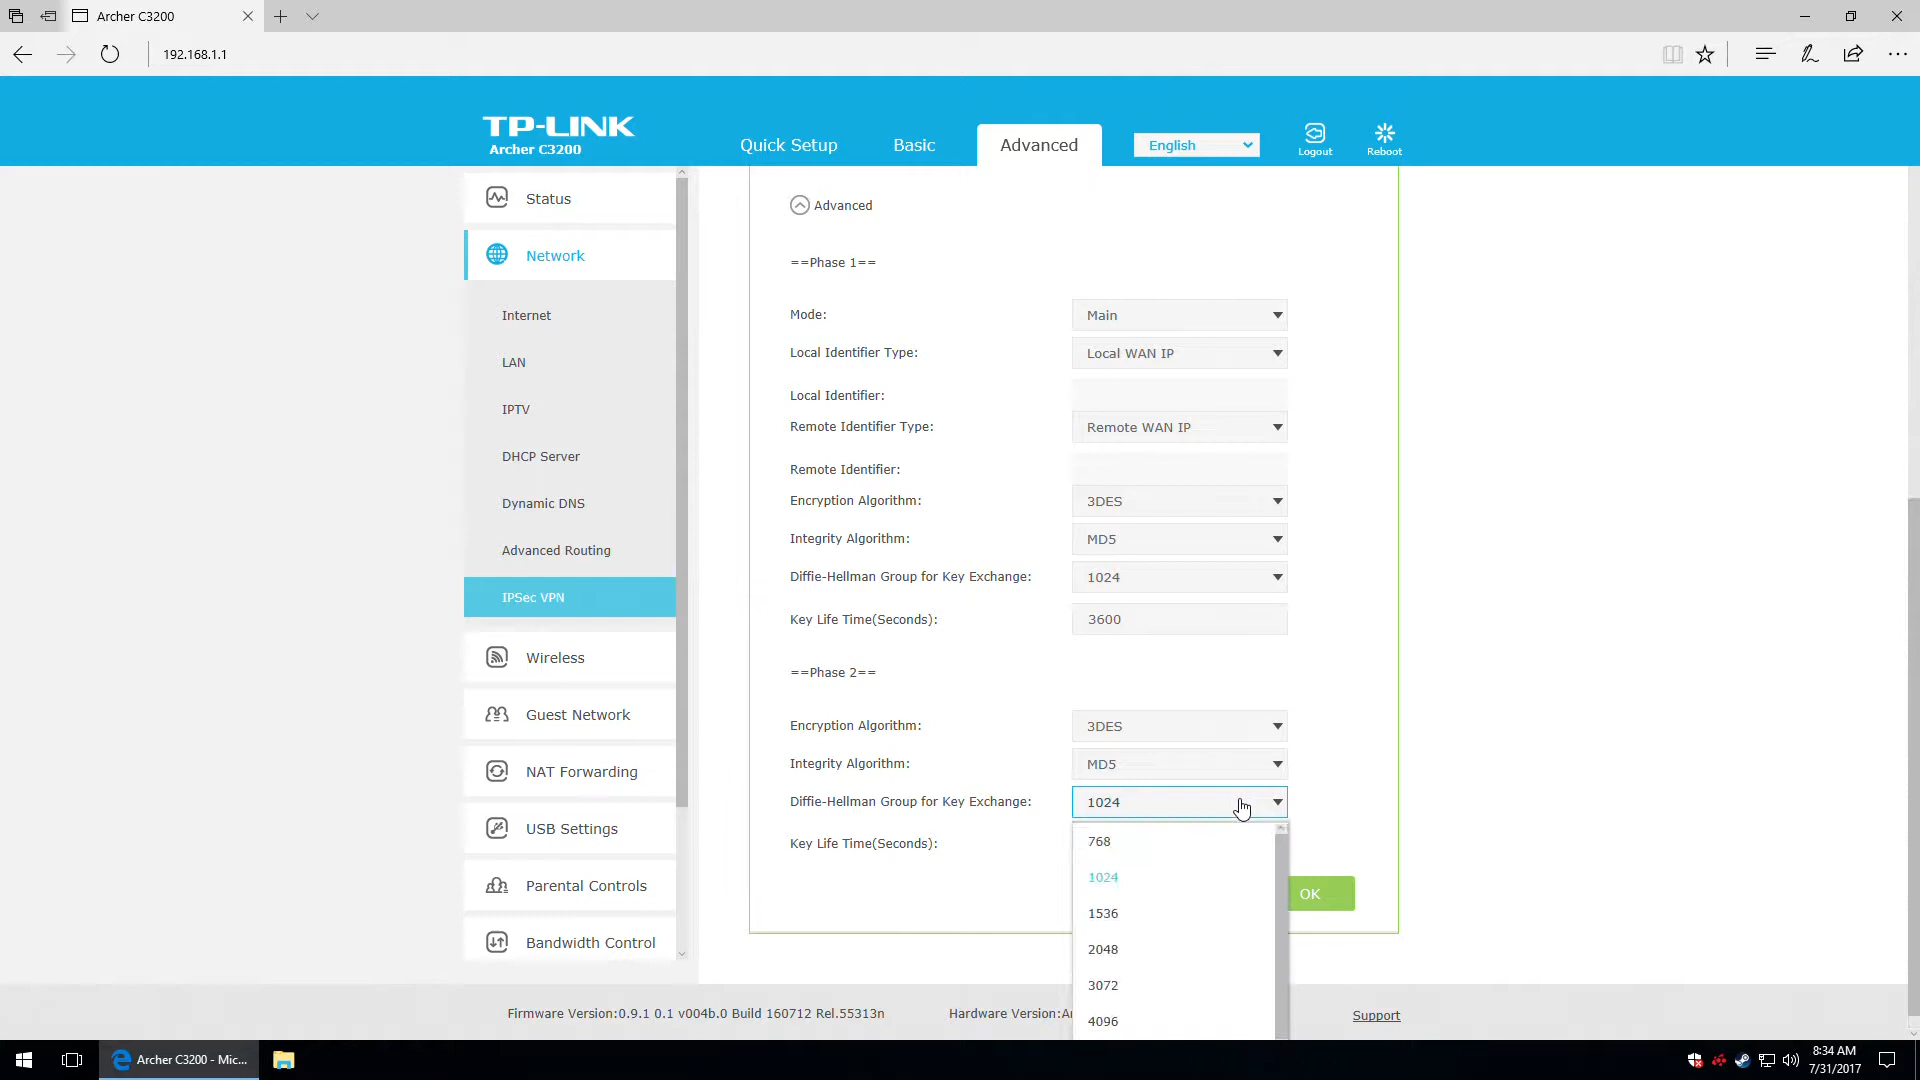 Archer C3200
192.168.1.1
TP-LINK
Archer C3200
Quick Setup
Basic
Advanced
English
Logout
Reboot
Status
Network
Internet
LAN
IPTV
DHCP Server
Dynamic DNS
Advanced Routing
IPSec VPN
Wireless
Guest Network
NAT Forwarding
USB Settings
Parental Controls
Bandwidth Control
Advanced
==Phase 1==
Mode: Main
Local Identifier Type: Local WAN IP
Local Identifier:
Remote Identifier Type: Remote WAN IP
Remote Identifier:
Encryption Algorithm: 3DES
Integrity Algorithm: MD5
Diffie-Hellman Group for Key Exchange: 1024
Key Life Time(Seconds): 3600
==Phase 2==
Encryption Algorithm: 3DES
Integrity Algorithm: MD5
Diffie-Hellman Group for Key Exchange: 1024
Key Life Time(Seconds):
768
1024
1536
2048
3072
4096
OK
Firmware Version:0.9.1 0.1 v004b.0 Build 160712 Rel.55313n
Hardware Version:
Support
Archer C3200 - Mic...
8:34 AM
7/31/2017